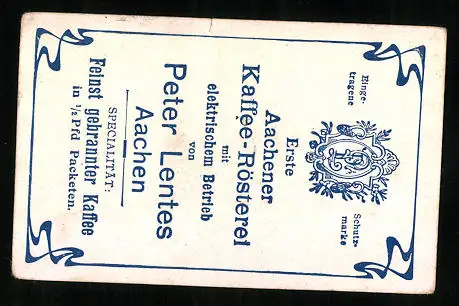 Einge-
tragene
Schutz-
marke
Erste
Aachener
Kaffee-Rösterei
mit
elektrischem Betrieb
von
Peter Lentes
Aachen
SPECIALITÄT:
Feinst gebrannter Kaffee
in ½ Pfd Packeten.